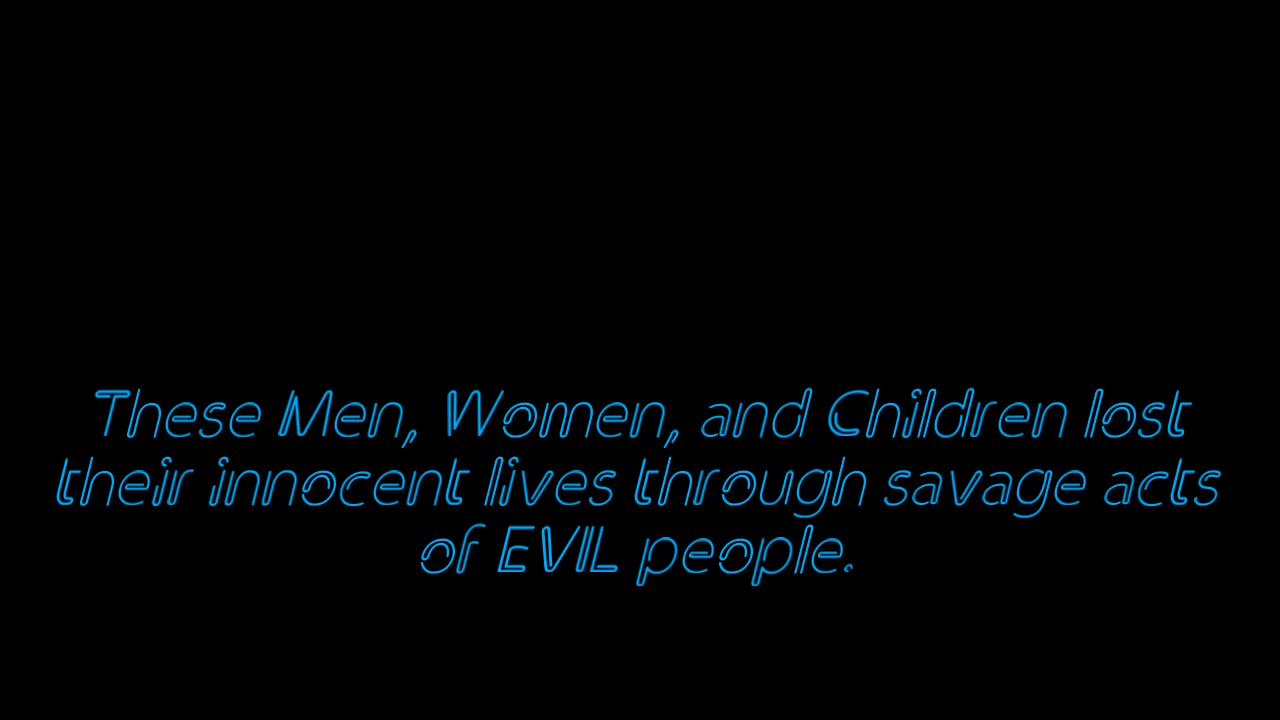 These Men, Women, and Children lost
their innocent lives through savage acts
of EVIL people.